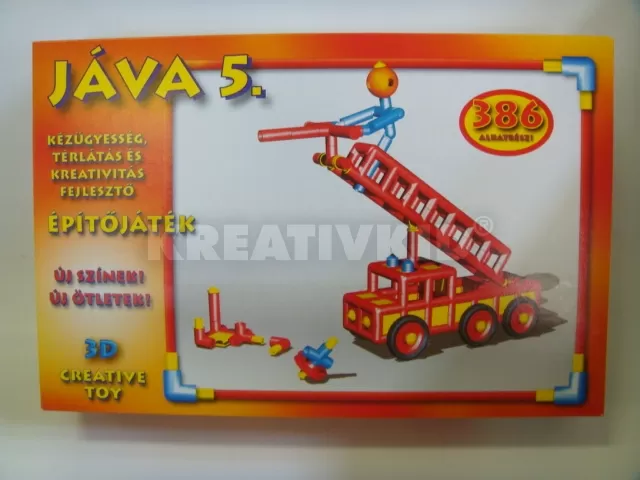 JÁVA 5.
KÉZÜGYESSÉG,
TÉRLÁTÁS ÉS
KREATIVITÁS
FEJLESZTŐ
ÉPÍTŐJÁTÉK
ÚJ SZÍNEK!
ÚJ ÖTLETEK!
3D
CREATIVE
TOY
386
ALKATRÉSZ!